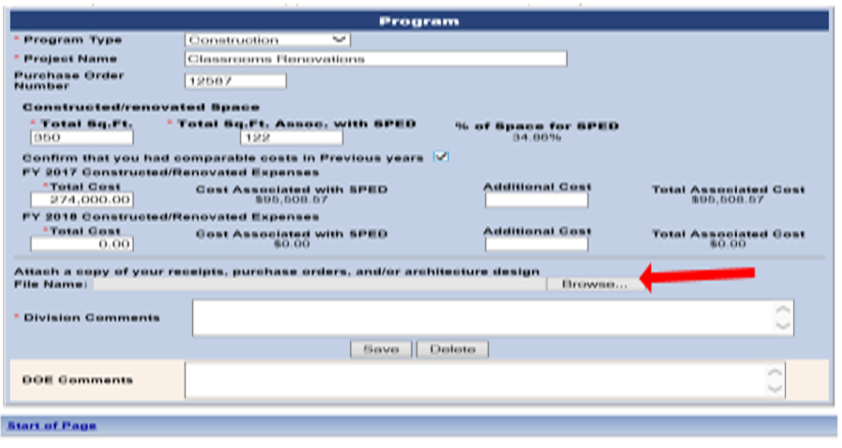 Program
* Program Type Construction
* Project Name Classrooms Renovations
Purchase Order
Number 12587
Constructed/renovated Space
* Total Sq.Ft. * Total Sq.Ft. Assoc. with SPED % of Space for SPED
350 122 34.86%
Confirm that you had comparable costs in Previous years
FY 2017 Constructed/Renovated Expenses
*Total Cost Cost Associated with SPED Additional Cost Total Associated Cost
274,000.00 $95,508.57 $95,508.57
FY 2018 Constructed/Renovated Expenses
*Total Cost Cost Associated with SPED Additional Cost Total Associated Cost
0.00 $0.00 $0.00
Attach a copy of your receipts, purchase orders, and/or architecture design
File Name: Browse...
* Division Comments
Save Delete
DOE Comments
Start of Page